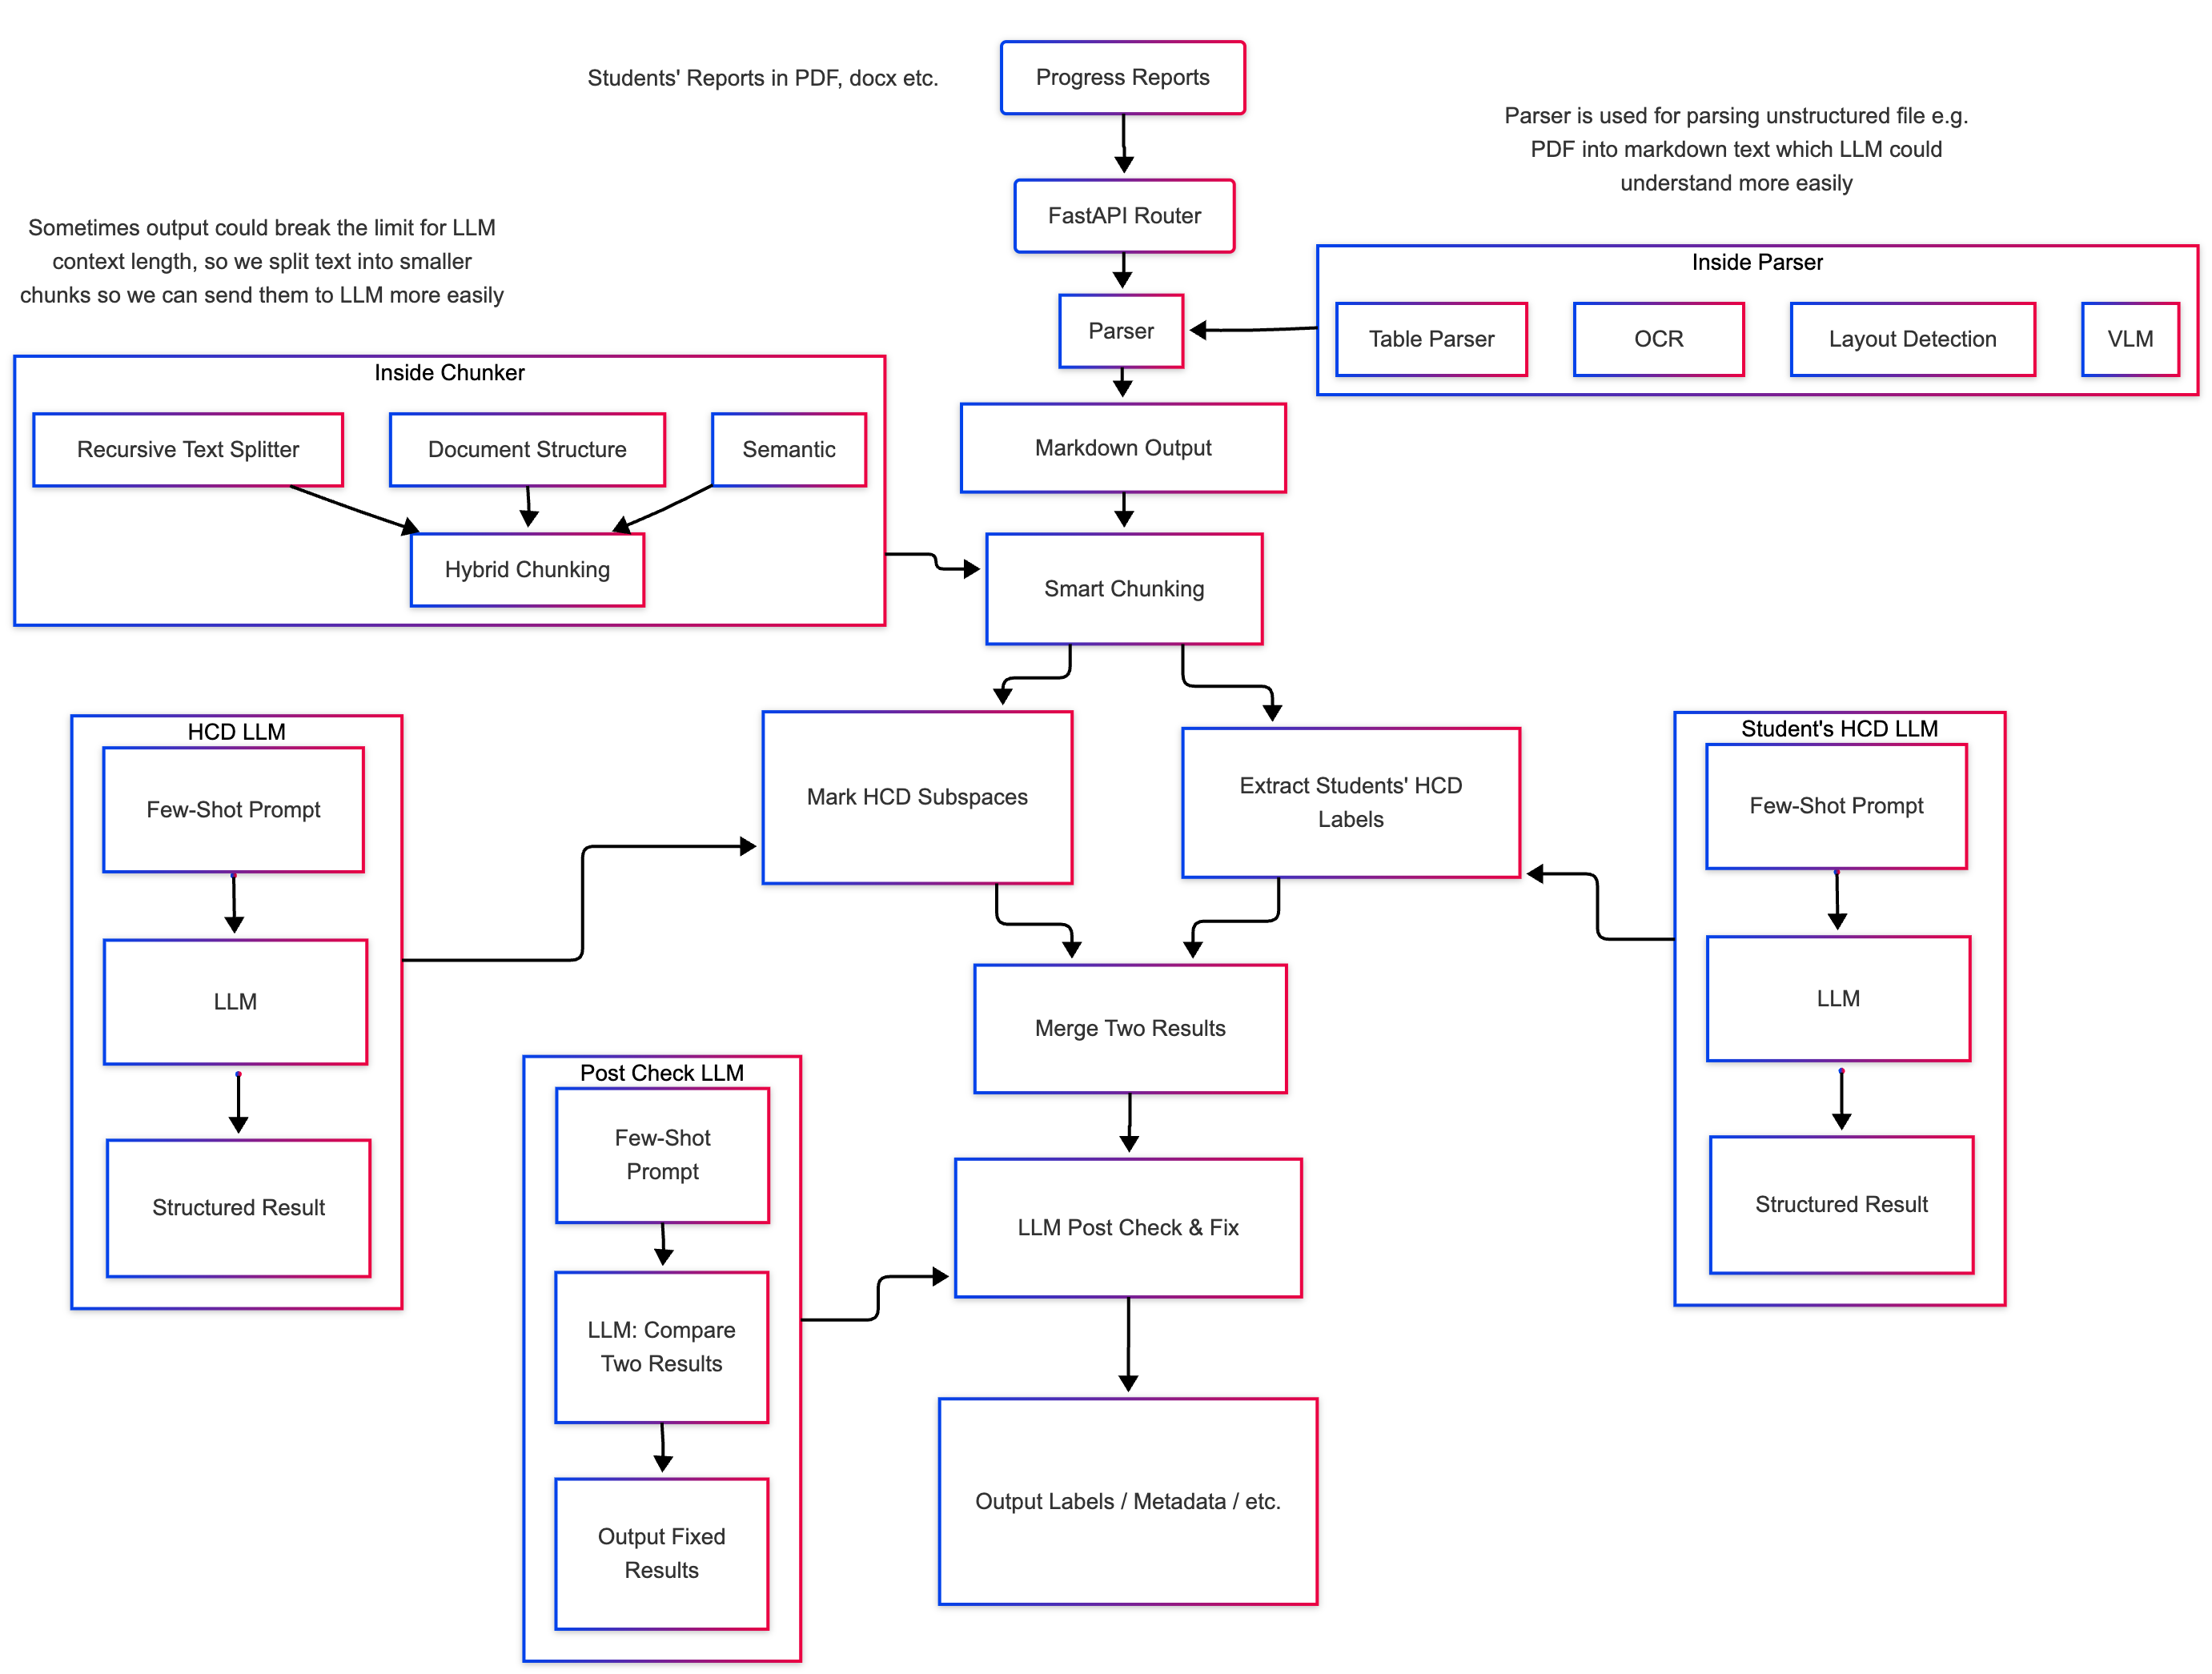 Students' Reports in PDF, docx etc.
Progress Reports
Parser is used for parsing unstructured file e.g.
PDF into markdown text which LLM could
understand more easily
FastAPI Router
Sometimes output could break the limit for LLM
context length, so we split text into smaller
chunks so we can send them to LLM more easily
Inside Parser
Parser
Table Parser
OCR
Layout Detection
VLM
Inside Chunker
Recursive Text Splitter
Document Structure
Semantic
Hybrid Chunking
Markdown Output
Smart Chunking
HCD LLM
Few-Shot Prompt
LLM
Structured Result
Mark HCD Subspaces
Extract Students' HCD
Labels
Student's HCD LLM
Few-Shot Prompt
LLM
Structured Result
Merge Two Results
Post Check LLM
Few-Shot
Prompt
LLM: Compare
Two Results
Output Fixed
Results
LLM Post Check & Fix
Output Labels / Metadata / etc.